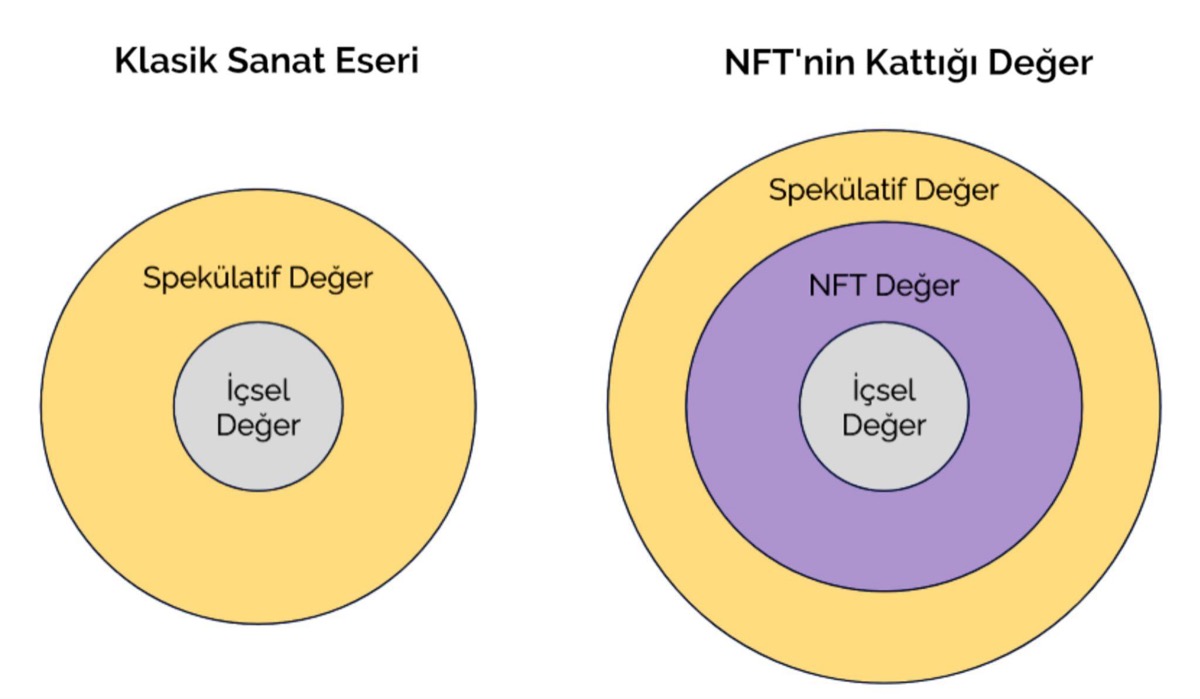 Klasik Sanat Eseri
Spekülatif Değer
İçsel
Değer
NFT'nin Kattığı Değer
Spekülatif Değer
NFT Değer
İçsel
Değer